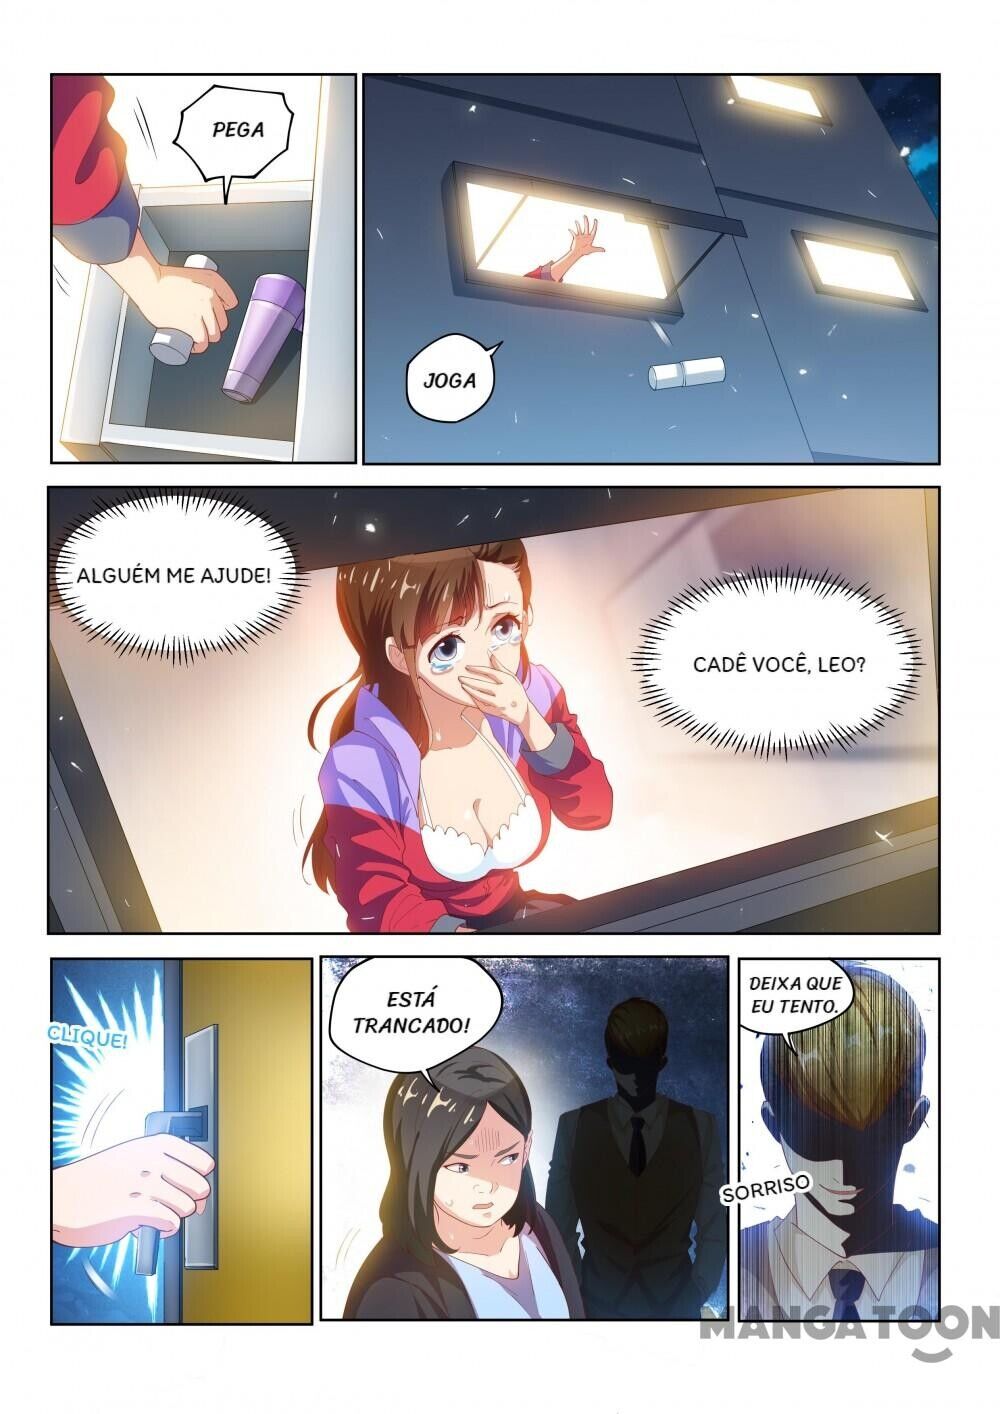 PEGA
JOGA
ALGUÉM ME AJUDE!
CADÊ VOCÊ, LEO?
CLIQUE!
ESTÁ
TRANCADO!
DEIXA QUE
EU TENTO.
SORRISO
MANGATOON